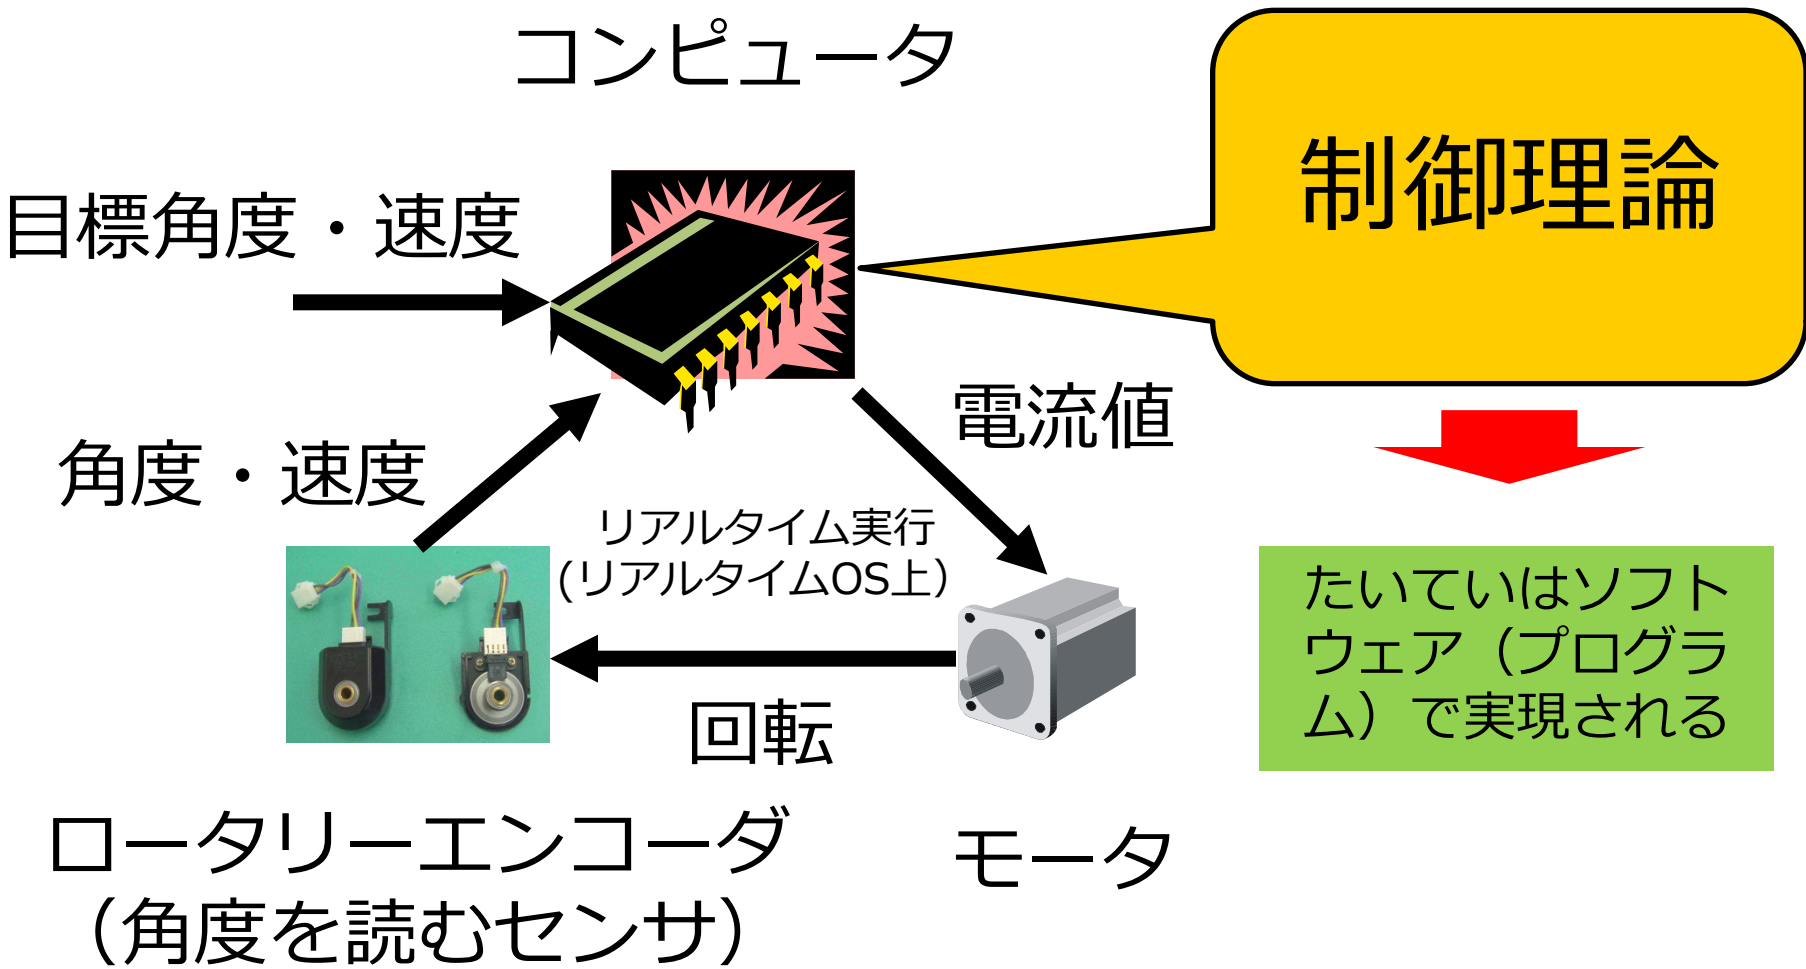 コンピュータ
制御理論
目標角度・速度
電流値
角度・速度
リアルタイム実行
(リアルタイムOS上）
たいていはソフト
ウェア（プログラ
ム）で実現される
回転
ロータリーエンコーダ
（角度を読むセンサ）
モータ